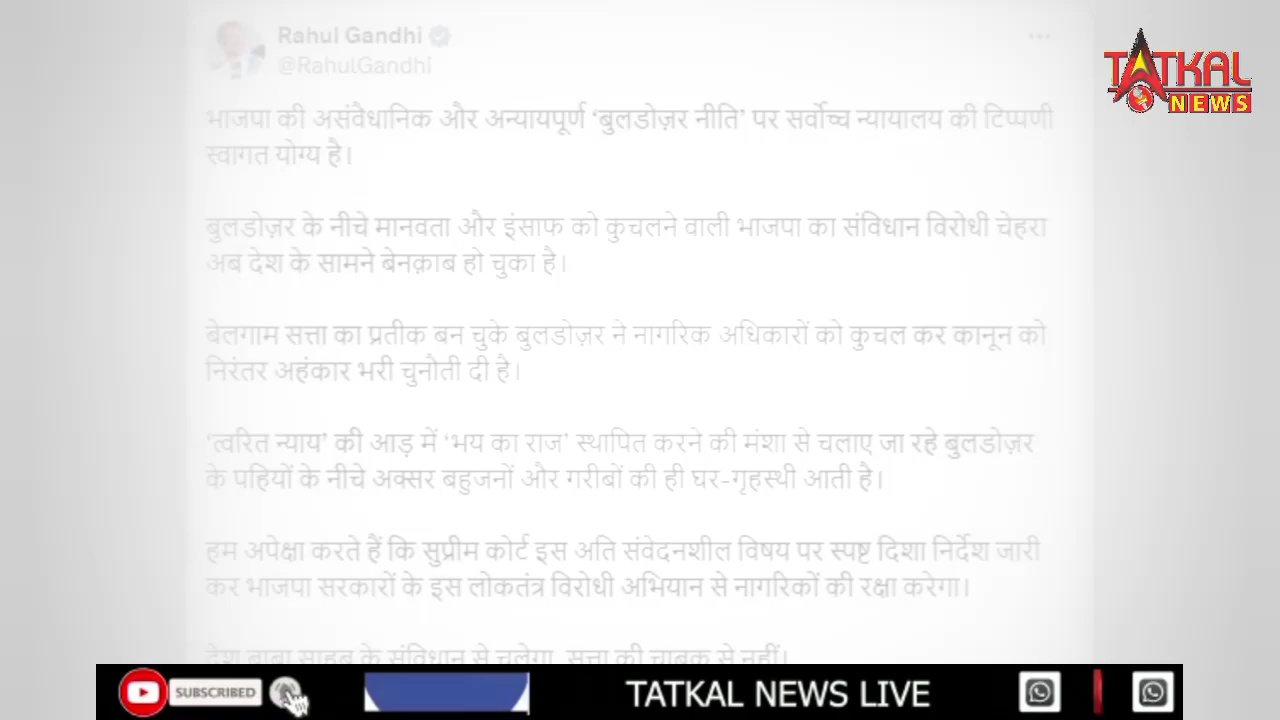 Rahul Gandhi
@RahulGandhi
TATKAL
NEWS
भाजपा की असंवैधानिक और अन्यायपूर्ण ‘बुलडोज़र नीति’ पर सर्वोच्च न्यायालय की टिप्पणी
स्वागत योग्य है।
बुलडोज़र के नीचे मानवता और इंसाफ को कुचलने वाली भाजपा का संविधान विरोधी चेहरा
अब देश के सामने बेनक़ाब हो चुका है।
बेलगाम सत्ता का प्रतीक बन चुके बुलडोज़र ने नागरिक अधिकारों को कुचल कर कानून को
निरंतर अहंकार भरी चुनौती दी है।
‘त्वरित न्याय’ की आड़ में ‘भय का राज’ स्थापित करने की मंशा से चलाए जा रहे बुलडोज़र
के पहियों के नीचे अक्सर बहुजनों और गरीबों की ही घर-गृहस्थी आती है।
हम अपेक्षा करते हैं कि सुप्रीम कोर्ट इस अति संवेदनशील विषय पर स्पष्ट दिशा निर्देश जारी
कर भाजपा सरकारों के इस लोकतंत्र विरोधी अभियान से नागरिकों की रक्षा करेगा।
देश बाबा साहब के संविधान से चलेगा, सत्ता की चाबुक से नहीं।
SUBSCRIBED
TATKAL NEWS LIVE